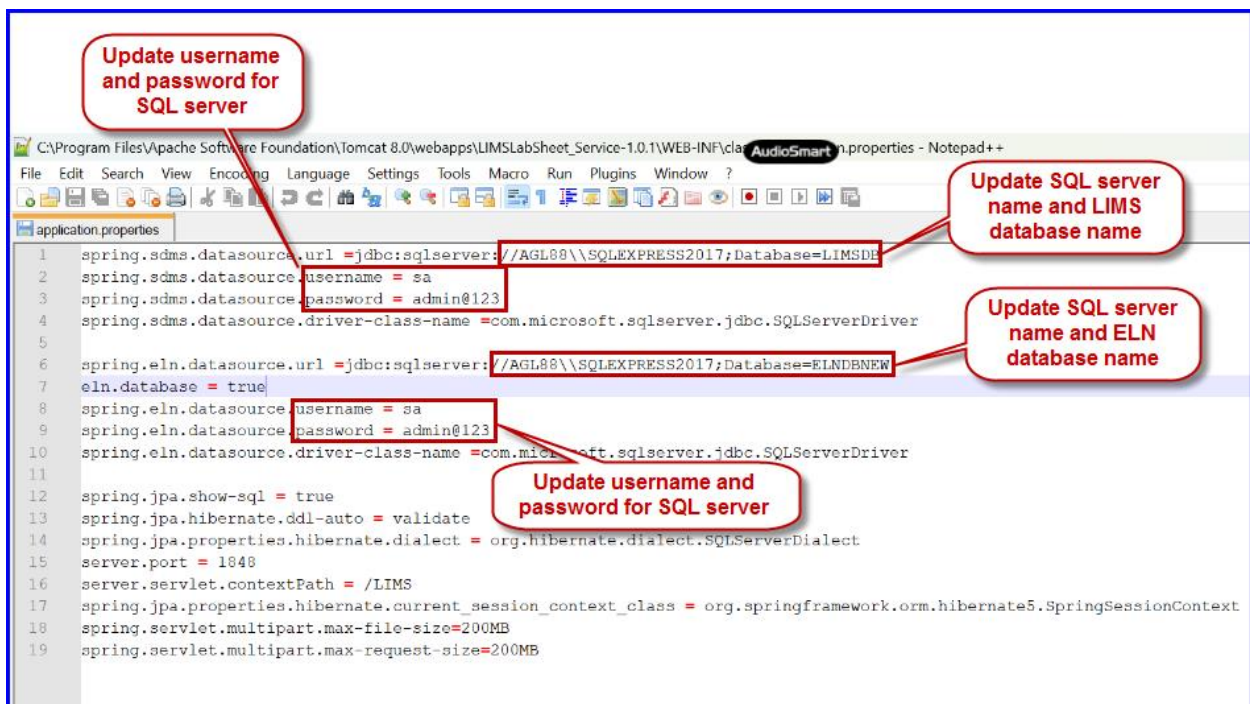 Update username
and password for
SQL server
C:\Program Files\Apache Software Foundation\Tomcat 8.0\webapps\LIMSLabSheet_Service-1.0.1\WEB-INF\cla AudioSmart n.properties - Notepad++
File Edit Search View Encoding Language Settings Tools Macro Run Plugins Window ?
Update SQL server
name and LIMS
database name
application.properties
1 spring.sdms.datasource.url =jdbc:sqlserver://AGL88\\SQLEXPRESS2017;Database=LIMSDB
2 spring.sdms.datasource.username = sa
3 spring.sdms.datasource.password = admin@123
4 spring.sdms.datasource.driver-class-name =com.microsoft.sqlserver.jdbc.SQLServerDriver
5
Update SQL server
name and ELN
database name
6 spring.eln.datasource.url =jdbc:sqlserver://AGL88\\SQLEXPRESS2017;Database=ELNDBNEW
7 eln.database = true
8 spring.eln.datasource.username = sa
9 spring.eln.datasource.password = admin@123
10 spring.eln.datasource.driver-class-name =com.microsoft.sqlserver.jdbc.SQLServerDriver
11
Update username and
password for SQL server
12 spring.jpa.show-sql = true
13 spring.jpa.hibernate.ddl-auto = validate
14 spring.jpa.properties.hibernate.dialect = org.hibernate.dialect.SQLServerDialect
15 server.port = 1848
16 server.servlet.contextPath = /LIMS
17 spring.jpa.properties.hibernate.current_session_context_class = org.springframework.orm.hibernate5.SpringSessionContext
18 spring.servlet.multipart.max-file-size=200MB
19 spring.servlet.multipart.max-request-size=200MB